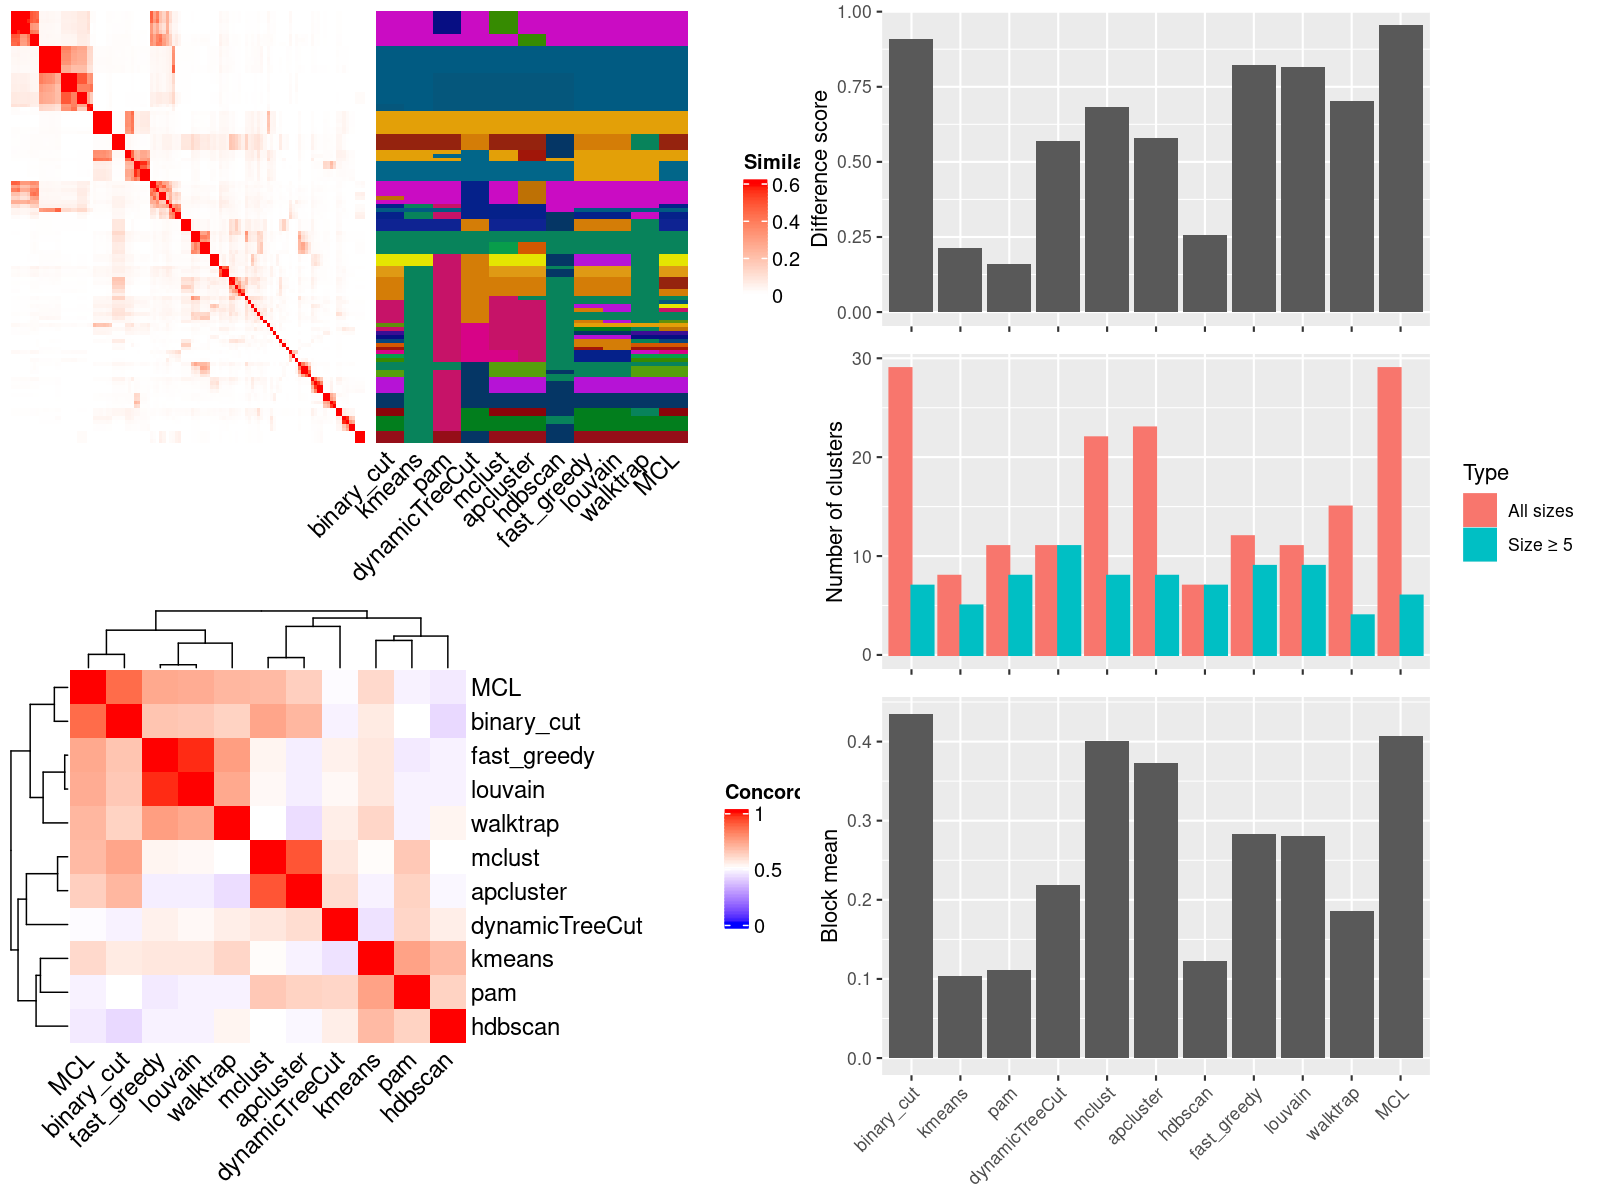 Simila
0.6
0.4
0.2
0
binary_cut
kmeans
pam
dynamicTreeCut
mclust
apcluster
hdbscan
fast_greedy
louvain
walktrap
MCL
MCL
binary_cut
fast_greedy
louvain
walktrap
mclust
apcluster
dynamicTreeCut
kmeans
pam
hdbscan
MCL
binary_cut
fast_greedy
louvain
walktrap
mclust
apcluster
dynamicTreeCut
kmeans
pam
hdbscan
Concord
1
0.5
0
Difference score
1.00
0.75
0.50
0.25
0.00
Number of clusters
30
20
10
0
Type
All sizes
Size ≥ 5
Block mean
0.4
0.3
0.2
0.1
0.0
binary_cut
kmeans
pam
dynamicTreeCut
mclust
apcluster
hdbscan
fast_greedy
louvain
walktrap
MCL